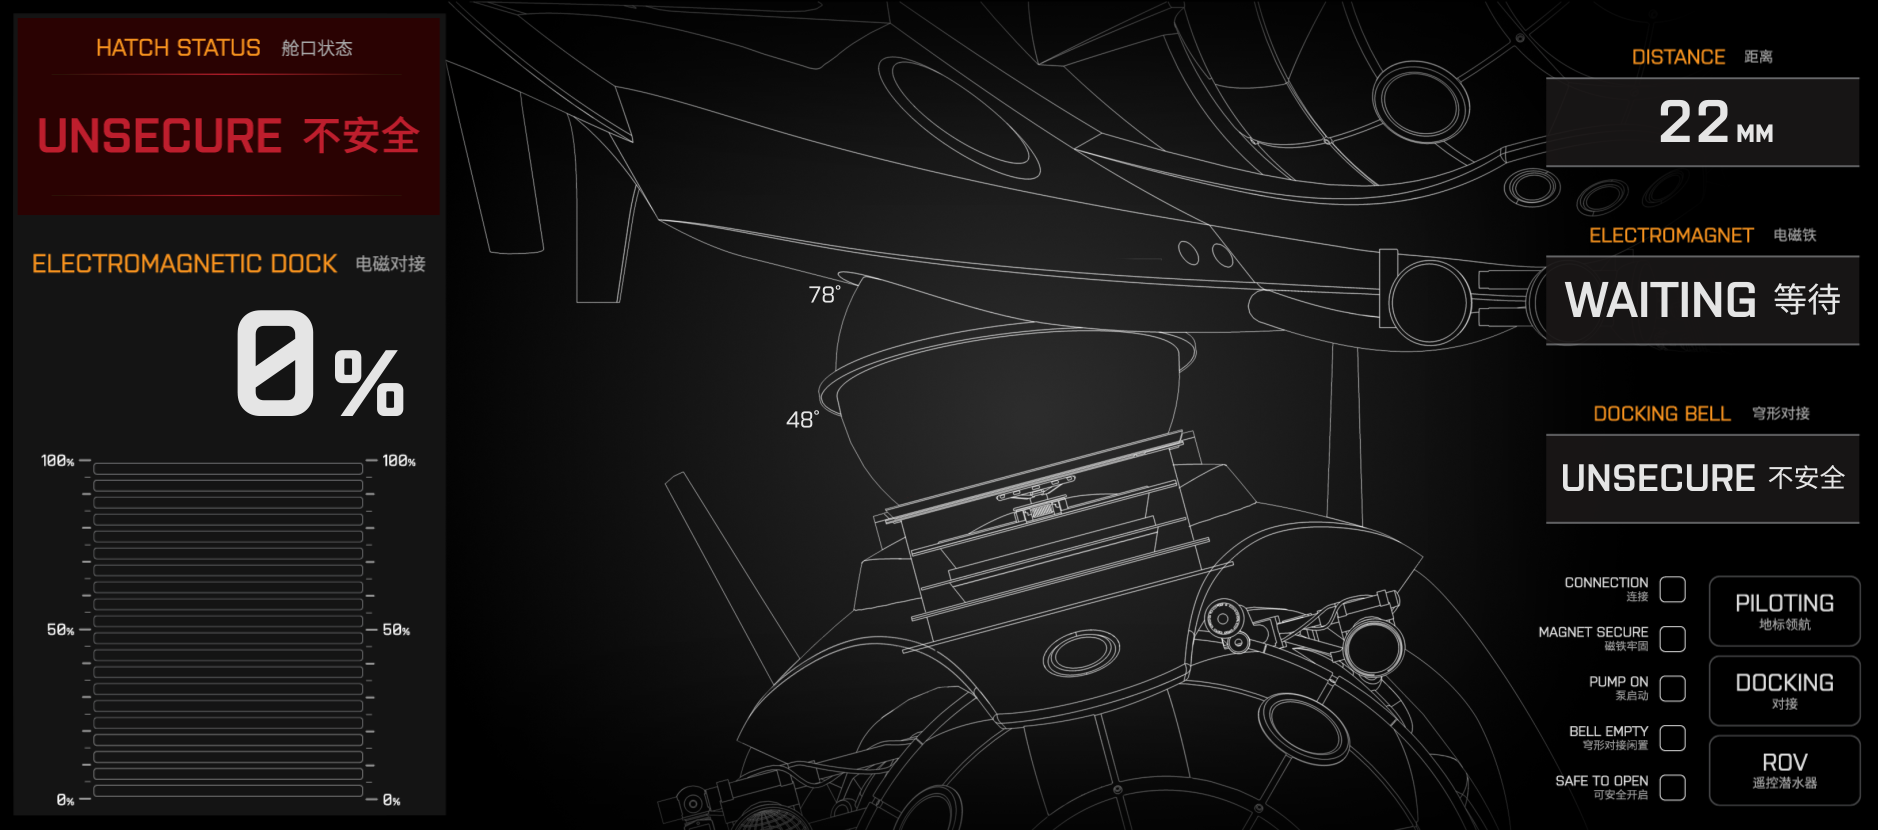 HATCH STATUS 舱口状态
UNSECURE 不安全
ELECTROMAGNETIC DOCK 电磁对接
0%
100% 100%
50% 50%
0% 0%
78°
48°
DISTANCE 距离
22MM
ELECTROMAGNET 电磁铁
WAITING 等待
DOCKING BELL 穹形对接
UNSECURE 不安全
CONNECTION
连接
MAGNET SECURE
磁铁牢固
PUMP ON
泵启动
BELL EMPTY
穹形对接闲置
SAFE TO OPEN
可安全开启
PILOTING
地标领航
DOCKING
对接
ROV
遥控潜水器